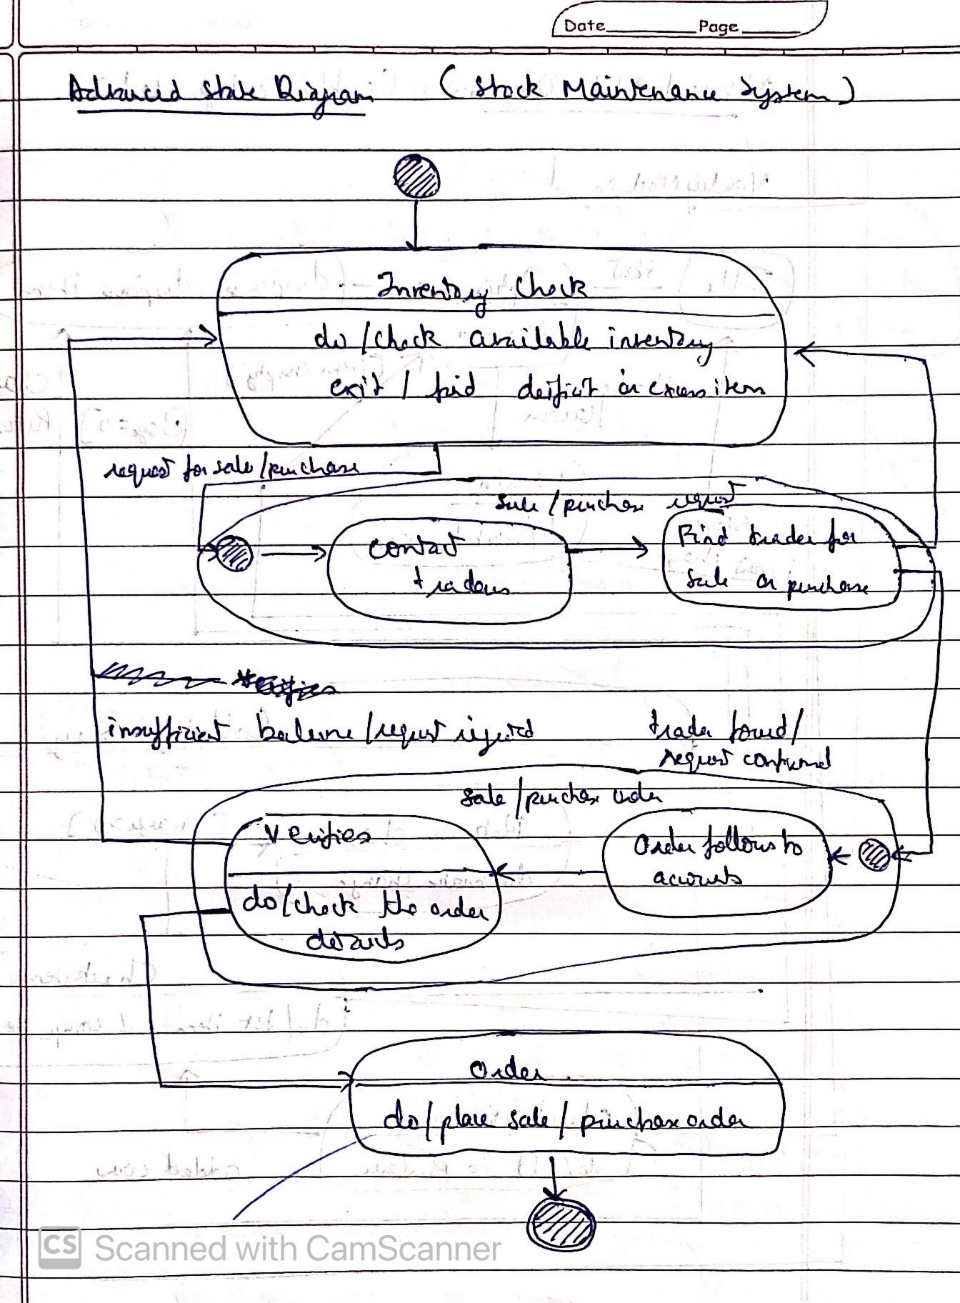 Date Page
Advanced State Diagram (Stock Maintenance System)
Inventory Check
do /check available inventory
exit / find deificit or excess item
request for sale/purchase
sale / purchase request
contact
traders
Find trader for
sale or purchase
insufficient balance /request rejected
trader found/
request confirmed
sale /purchase order
verifies
do/check the order
details
Order follows to
accounts
Order
do/ place sale / purchase order
CS Scanned with CamScanner